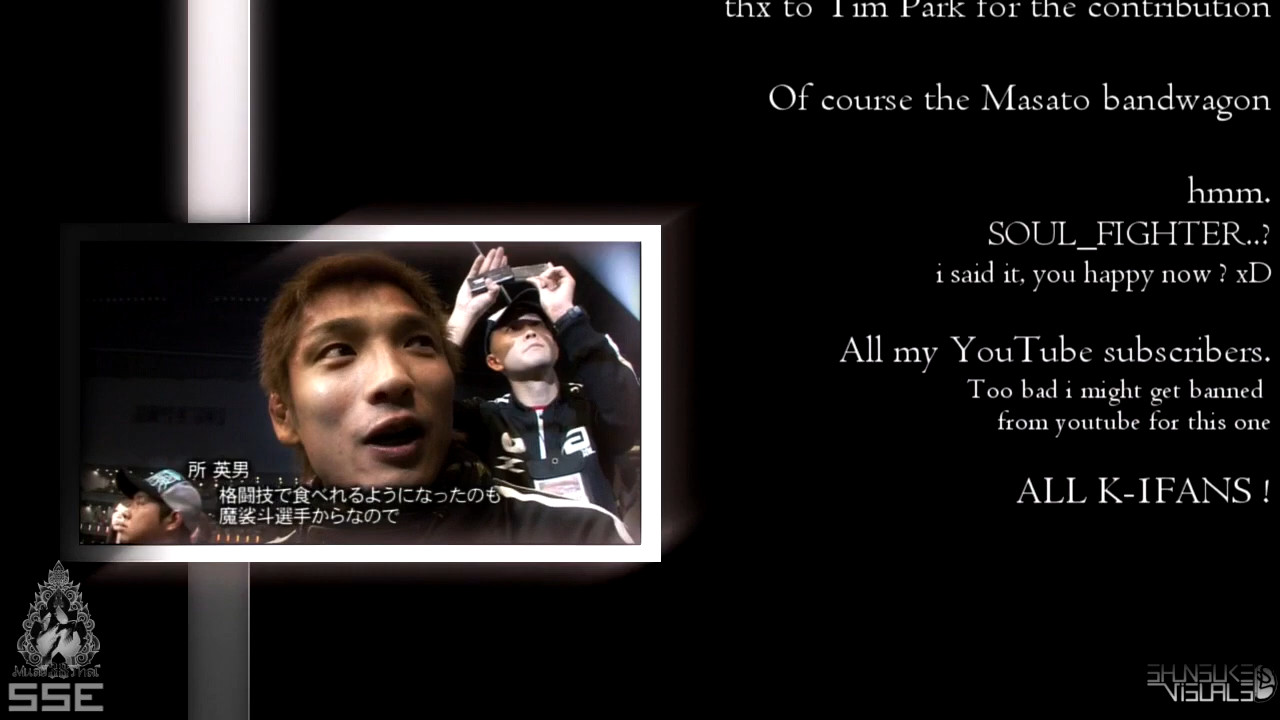 thx to Tim Park for the contribution
Of course the Masato bandwagon
hmm.
SOUL_FIGHTER..?
i said it, you happy now ? xD
All my YouTube subscribers.
Too bad i might get banned
from youtube for this one
ALL K-1FANS !
所 英男
格闘技で食べれるようになったのも
魔裟斗選手からなので
Muay Thai
SSE
SHUNSUKE
VISUALS